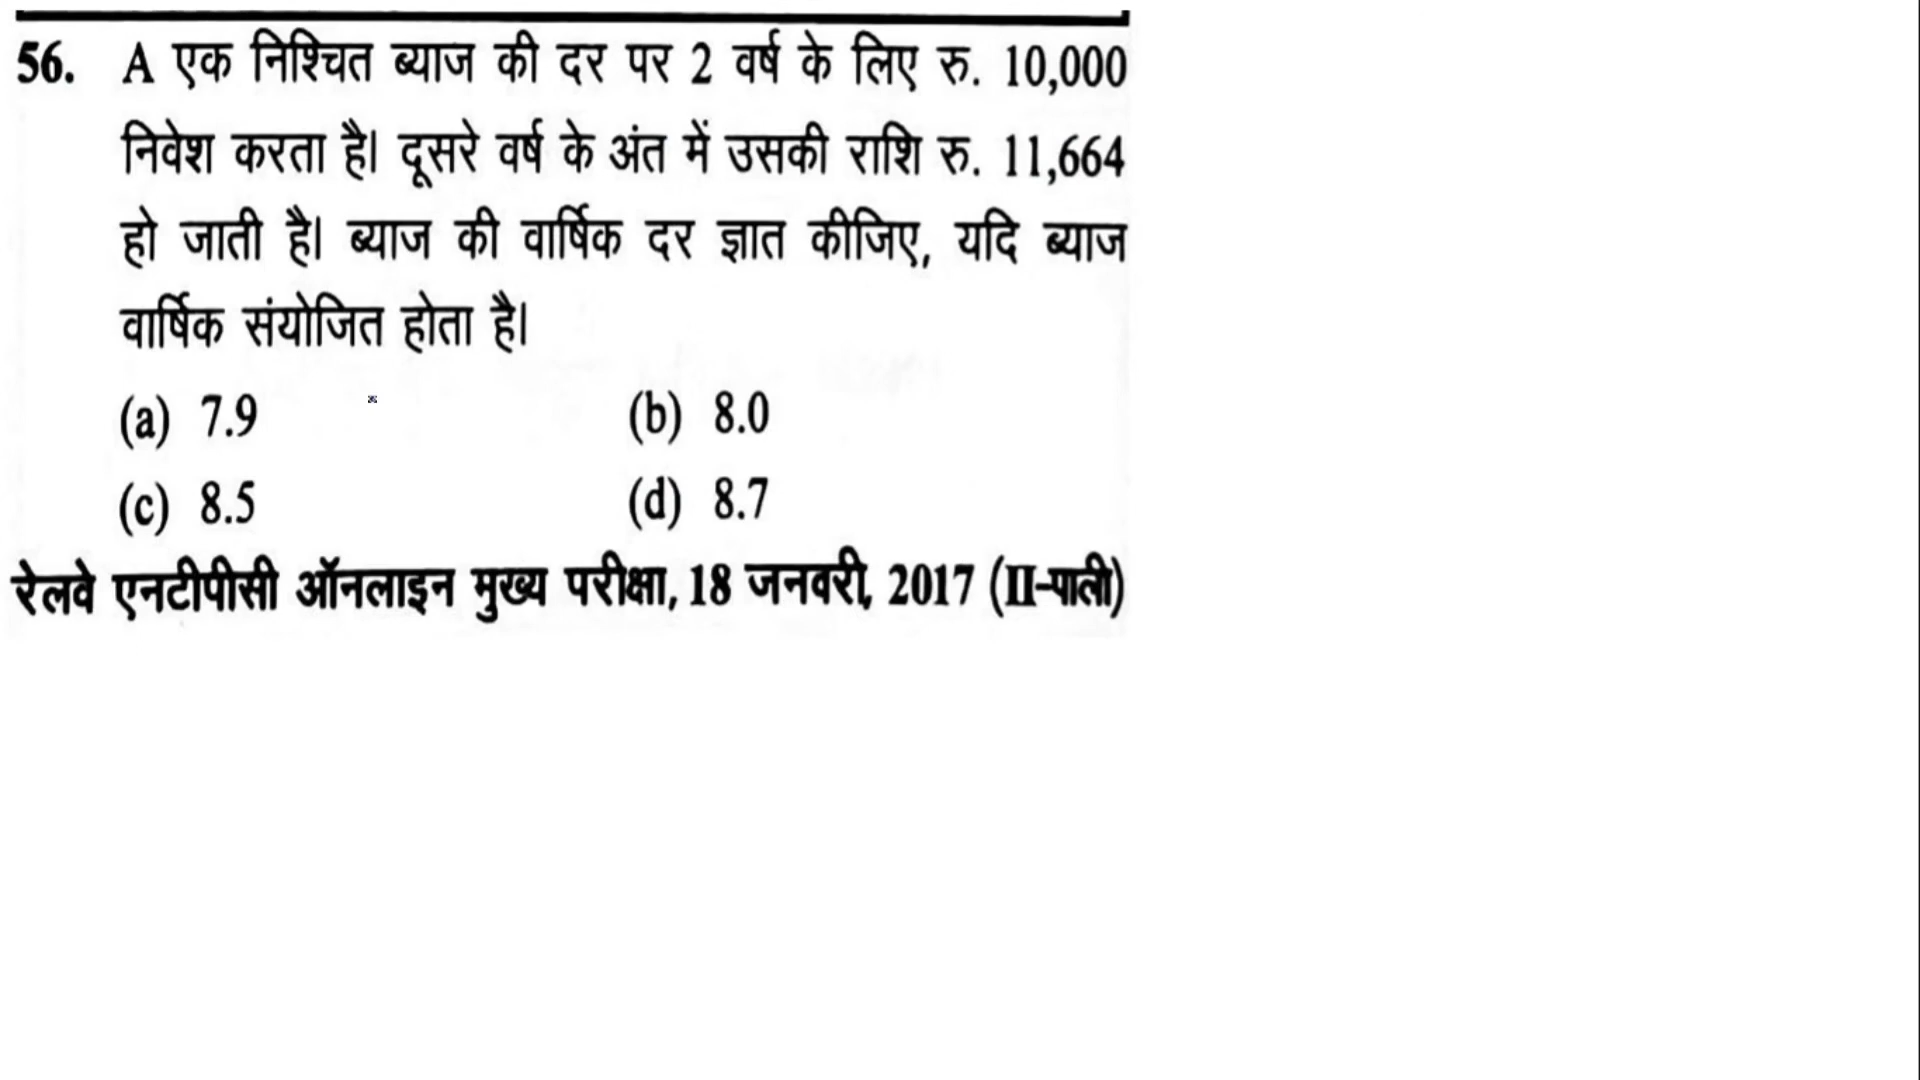 56. A एक निश्चित ब्याज की दर पर 2 वर्ष के लिए रु. 10,000
निवेश करता है। दूसरे वर्ष के अंत में उसकी राशि रु. 11,664
हो जाती है। ब्याज की वार्षिक दर ज्ञात कीजिए, यदि ब्याज
वार्षिक संयोजित होता है।
(a) 7.9 (b) 8.0
(c) 8.5 (d) 8.7
रेलवे एनटीपीसी ऑनलाइन मुख्य परीक्षा, 18 जनवरी, 2017 (II-पाली)